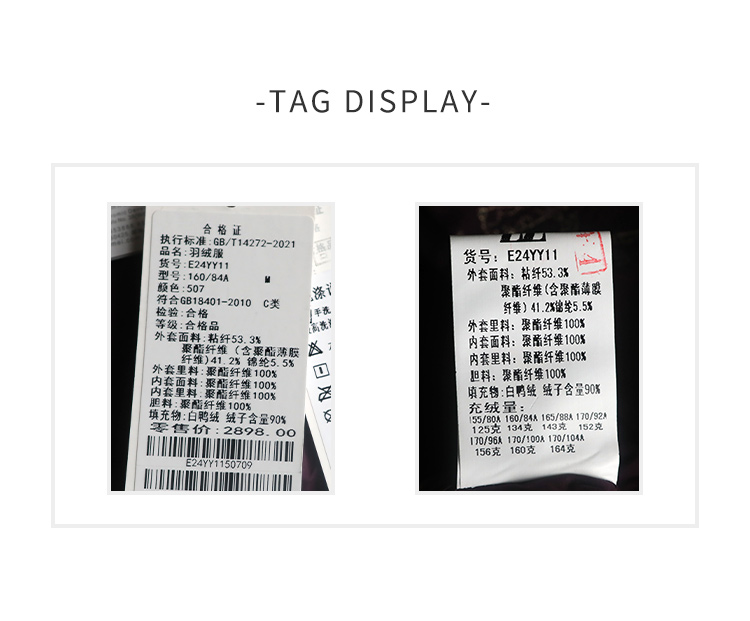 -TAG DISPLAY-
合格证
执行标准:GB/T14272-2021
品名:羽绒服
货号:E24YY11
型号:160/84A M
颜色:507
符合GB18401-2010 C类
检验:合格
等级:合格品
外套面料:粘纤53.3%
聚酯纤维(含聚酯薄膜
纤维)41.2% 锦纶5.5%
外套里料:聚酯纤维100%
内套面料:聚酯纤维100%
内套里料:聚酯纤维100%
胆料:聚酯纤维100%
填充物:白鸭绒 绒子含量90%
零售价:2898.00
E24YY1150709
货号:E24YY11
外套面料:粘纤53.3%
聚酯纤维(含聚酯薄膜
纤维)41.2%锦纶5.5%
外套里料:聚酯纤维100%
内套面料:聚酯纤维100%
内套里料:聚酯纤维100%
胆料:聚酯纤维100%
填充物:白鸭绒 绒子含量90%
充绒量:
155/80A 160/84A 165/88A 170/92A
125克 134克 143克 152克
170/96A 170/100A 170/104A
156克 160克 164克